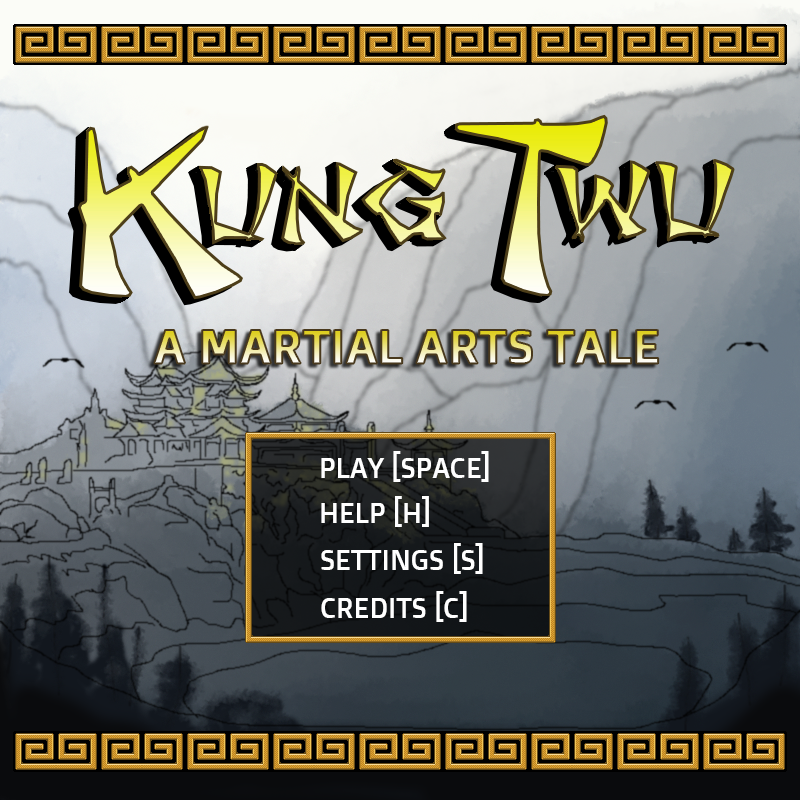 KUNG TWU
A MARTIAL ARTS TALE
PLAY [SPACE]
HELP [H]
SETTINGS [S]
CREDITS [C]